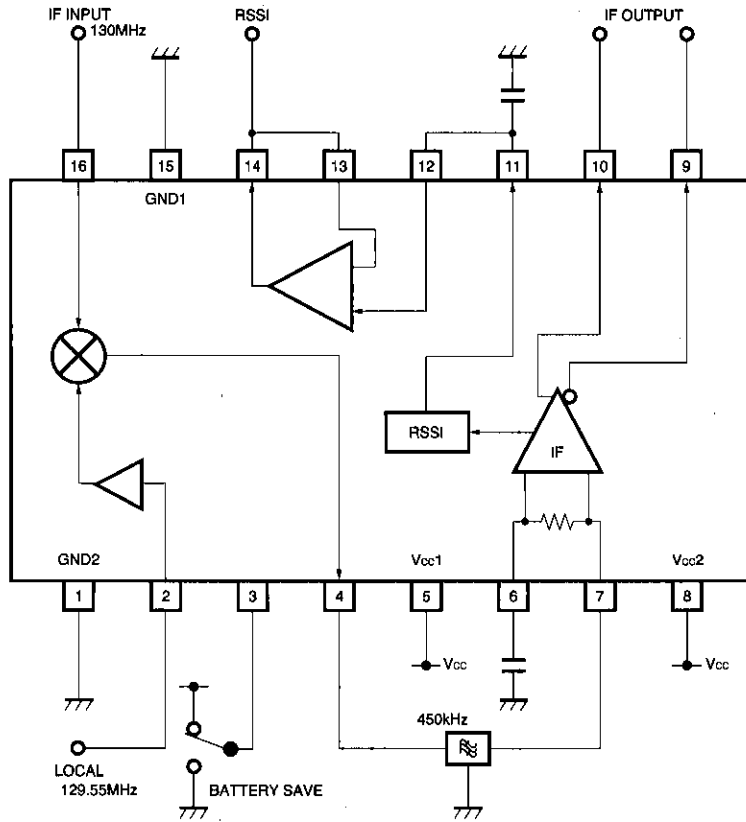 IF INPUT
130MHz
RSSI
IF OUTPUT
16
15
14
13
12
11
10
9
GND1
RSSI
IF
GND2
Vcc1
Vcc2
1
2
3
4
5
6
7
8
Vcc
Vcc
450kHz
LOCAL
129.55MHz
BATTERY SAVE